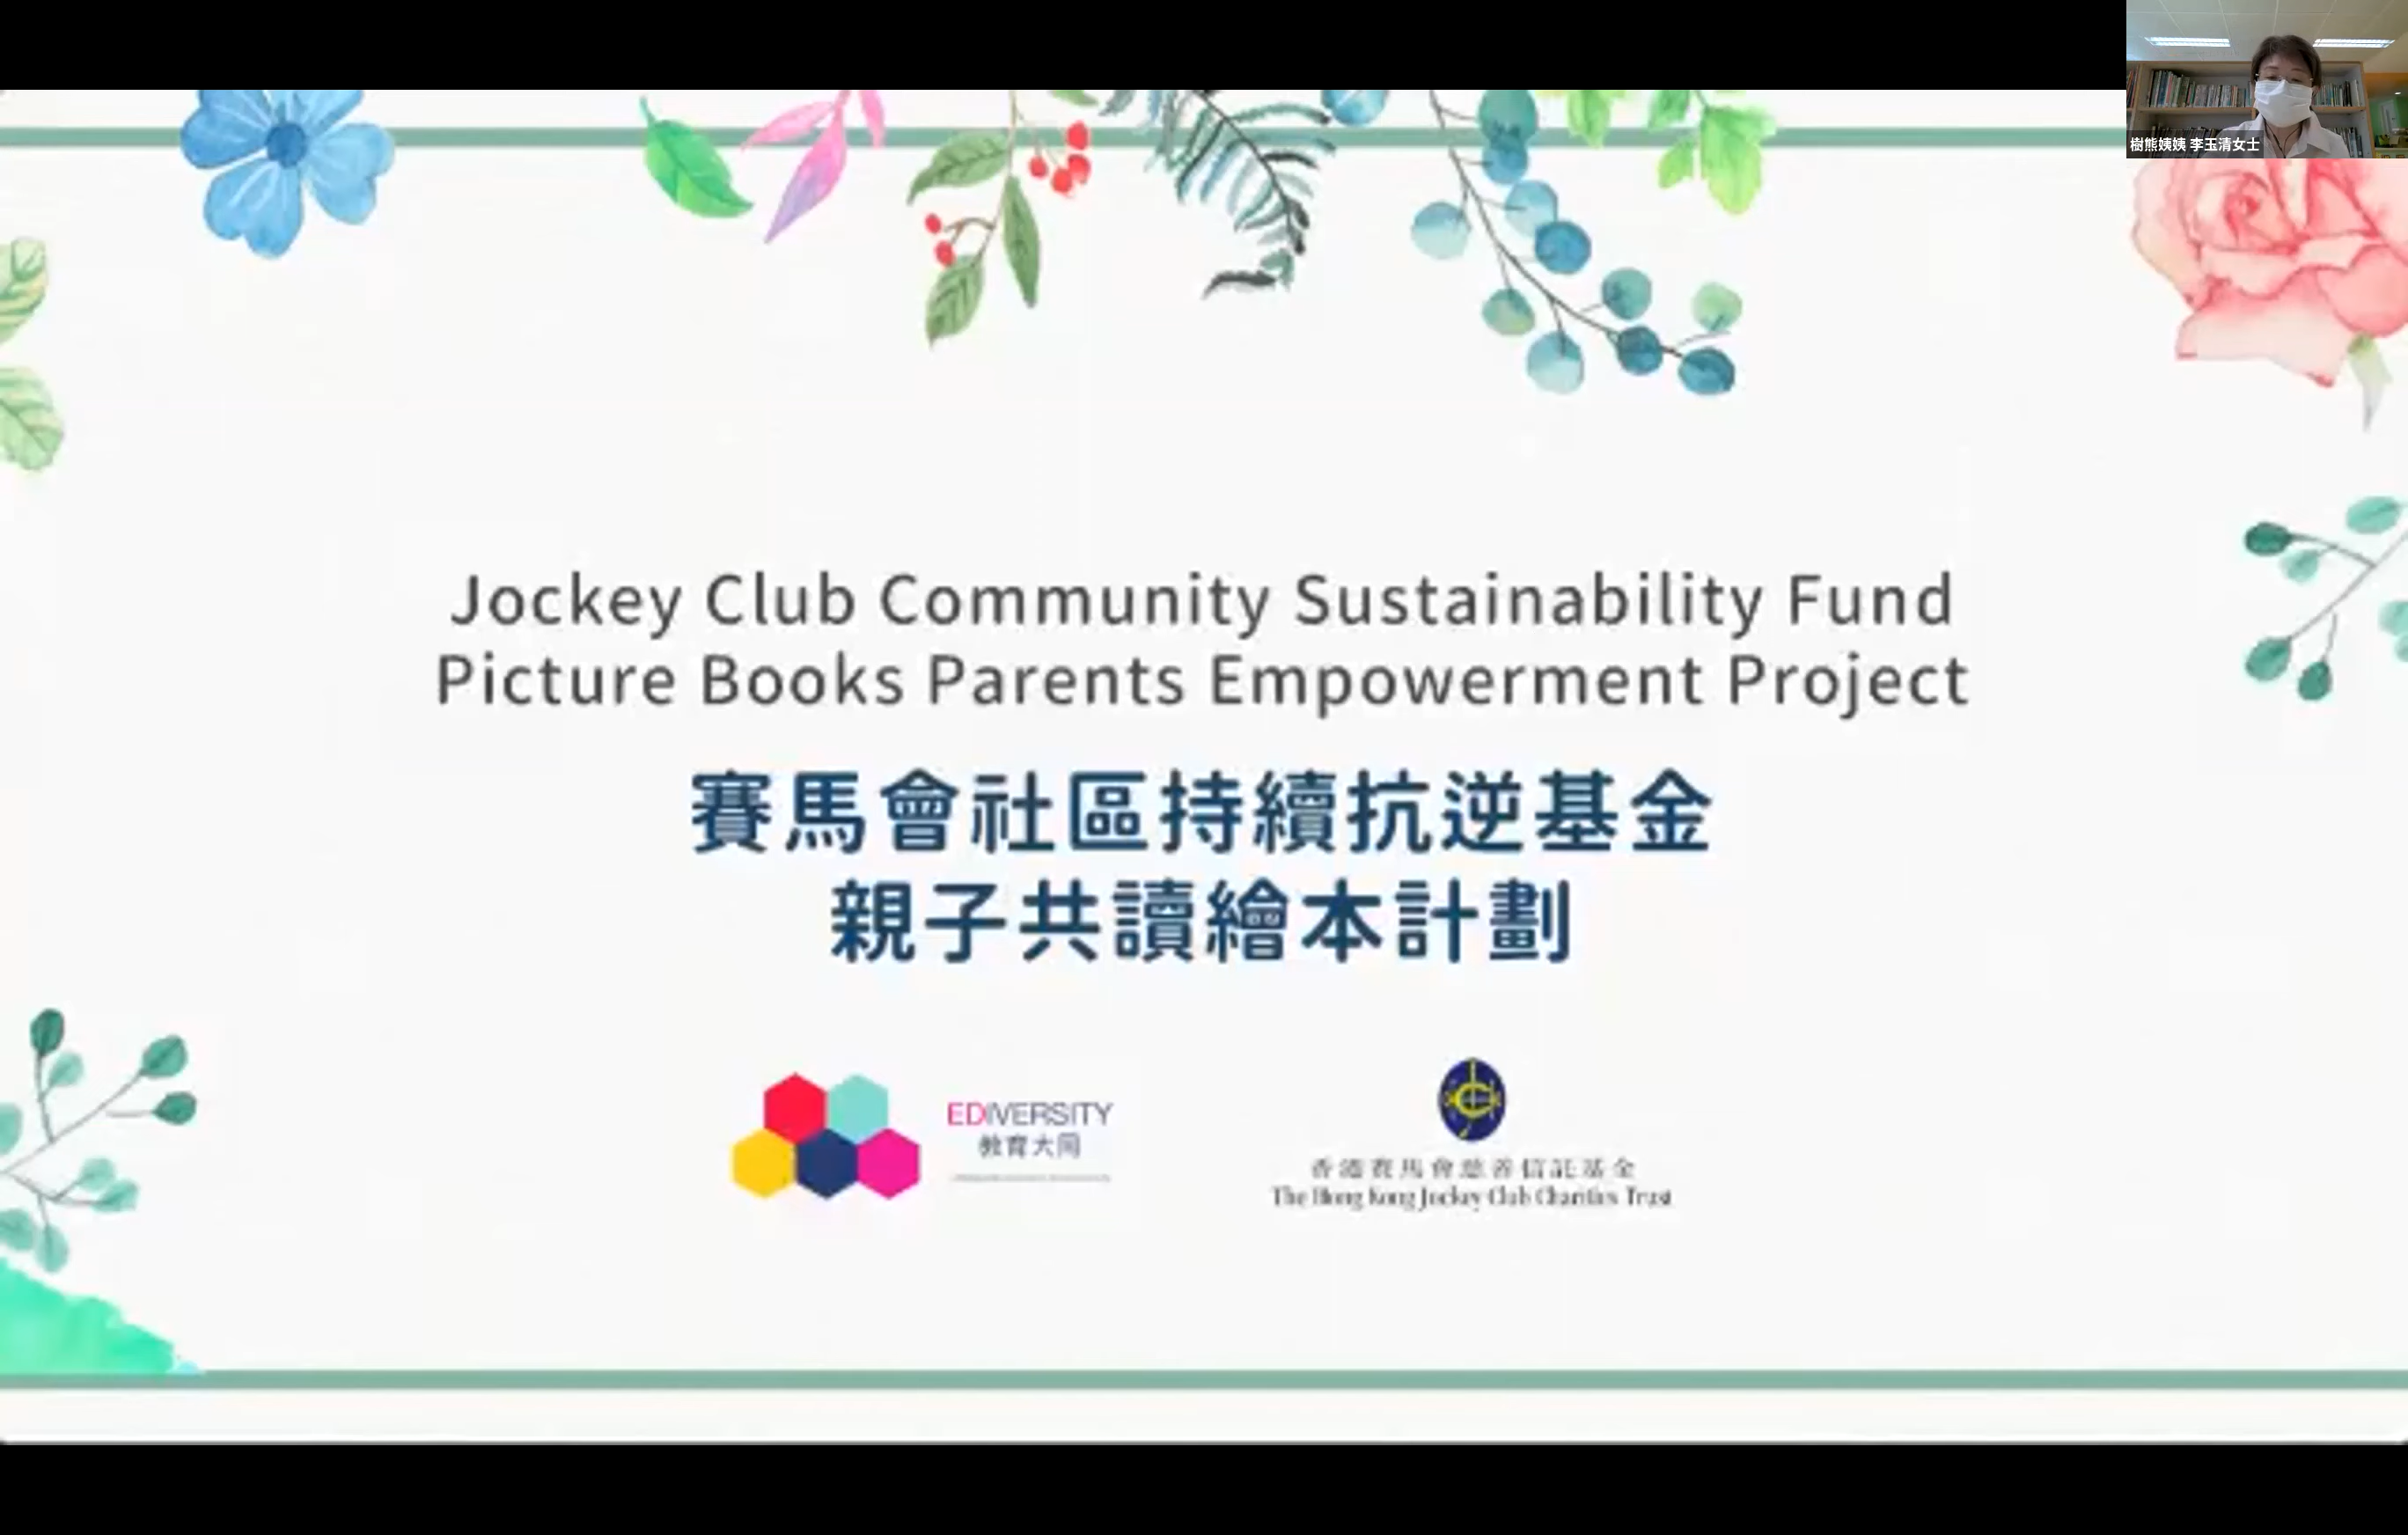 樹熊姨姨 李玉清女士
Jockey Club Community Sustainability Fund
Picture Books Parents Empowerment Project
賽馬會社區持續抗逆基金
親子共讀繪本計劃
EDIVERSITY
教育大同
香港賽馬會慈善信託基金
The Hong Kong Jockey Club Charities Trust